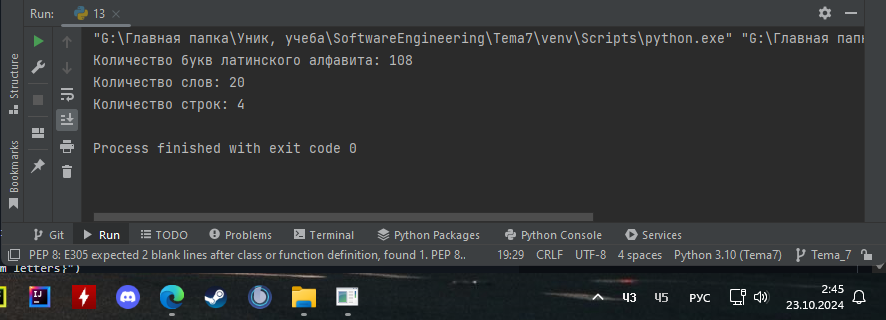 Run: 13 ×
"G:\Главная папка\Уник, учеба\SoftwareEngineering\Tema7\venv\Scripts\python.exe" "G:\Главная пап
Количество букв латинского алфавита: 108
Количество слов: 20
Количество строк: 4
Process finished with exit code 0
Structure
Bookmarks
Git Run TODO Problems Terminal Python Packages Python Console Services
PEP 8: E305 expected 2 blank lines after class or function definition, found 1. PEP 8.. 19:29 CRLF UTF-8 4 spaces Python 3.10 (Tema7) Tema_7
letters}")
IJ ЧЗ Ч5 РУС 2:45
23.10.2024